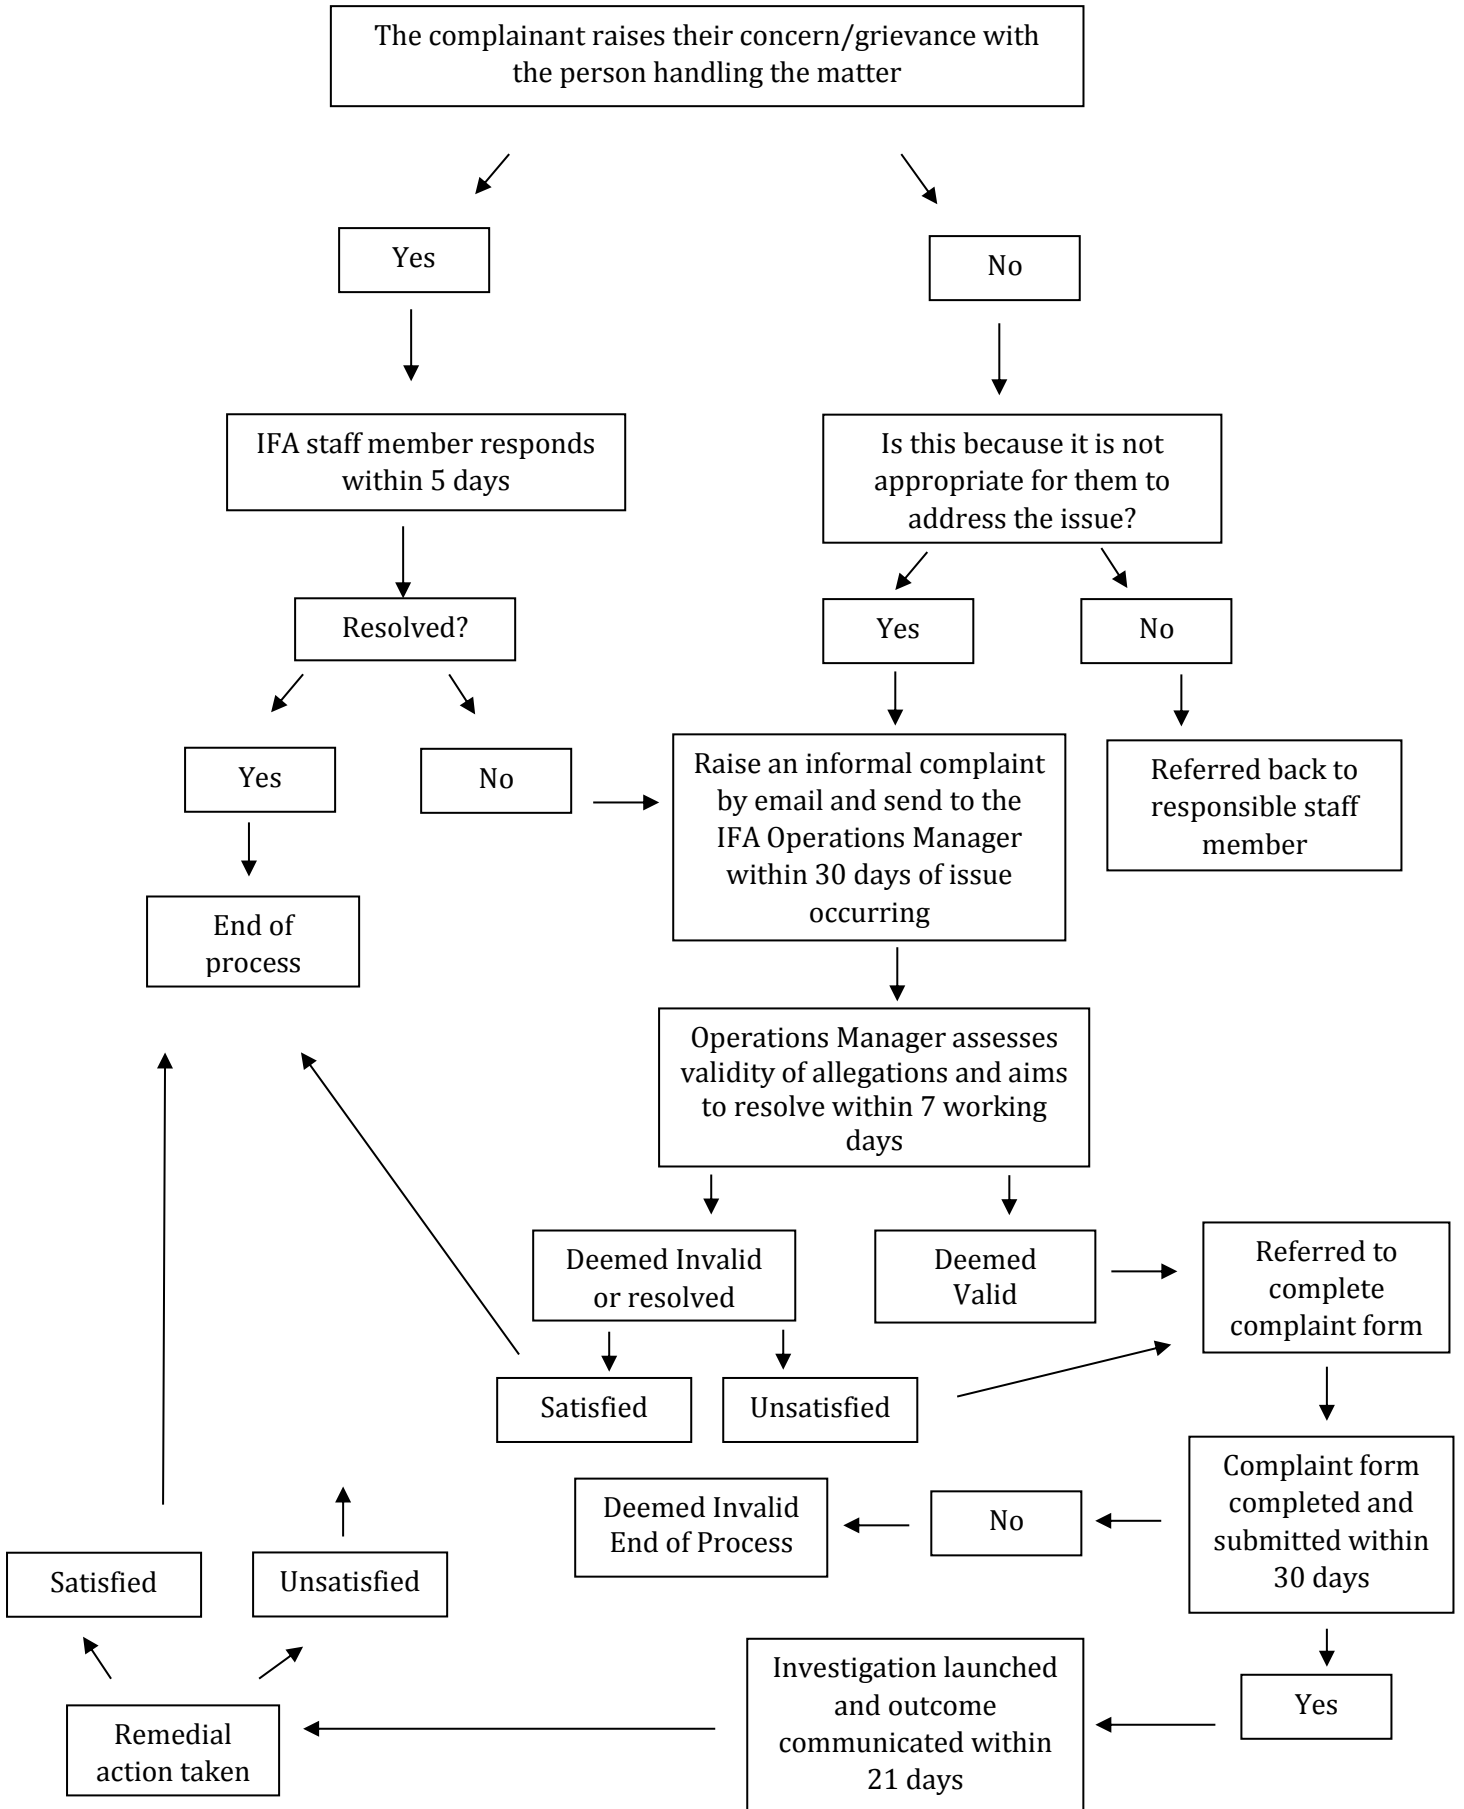 The complainant raises their concern/grievance with
the person handling the matter
Yes
No
IFA staff member responds
within 5 days
Is this because it is not
appropriate for them to
address the issue?
Resolved?
Yes
No
Yes
No
Raise an informal complaint
by email and send to the
IFA Operations Manager
within 30 days of issue
occurring
Referred back to
responsible staff
member
End of
process
Operations Manager assesses
validity of allegations and aims
to resolve within 7 working
days
Deemed Invalid
or resolved
Deemed
Valid
Referred to
complete
complaint form
Satisfied
Unsatisfied
Complaint form
completed and
submitted within
30 days
No
Deemed Invalid
End of Process
Satisfied
Unsatisfied
Yes
Investigation launched
and outcome
communicated within
21 days
Remedial
action taken